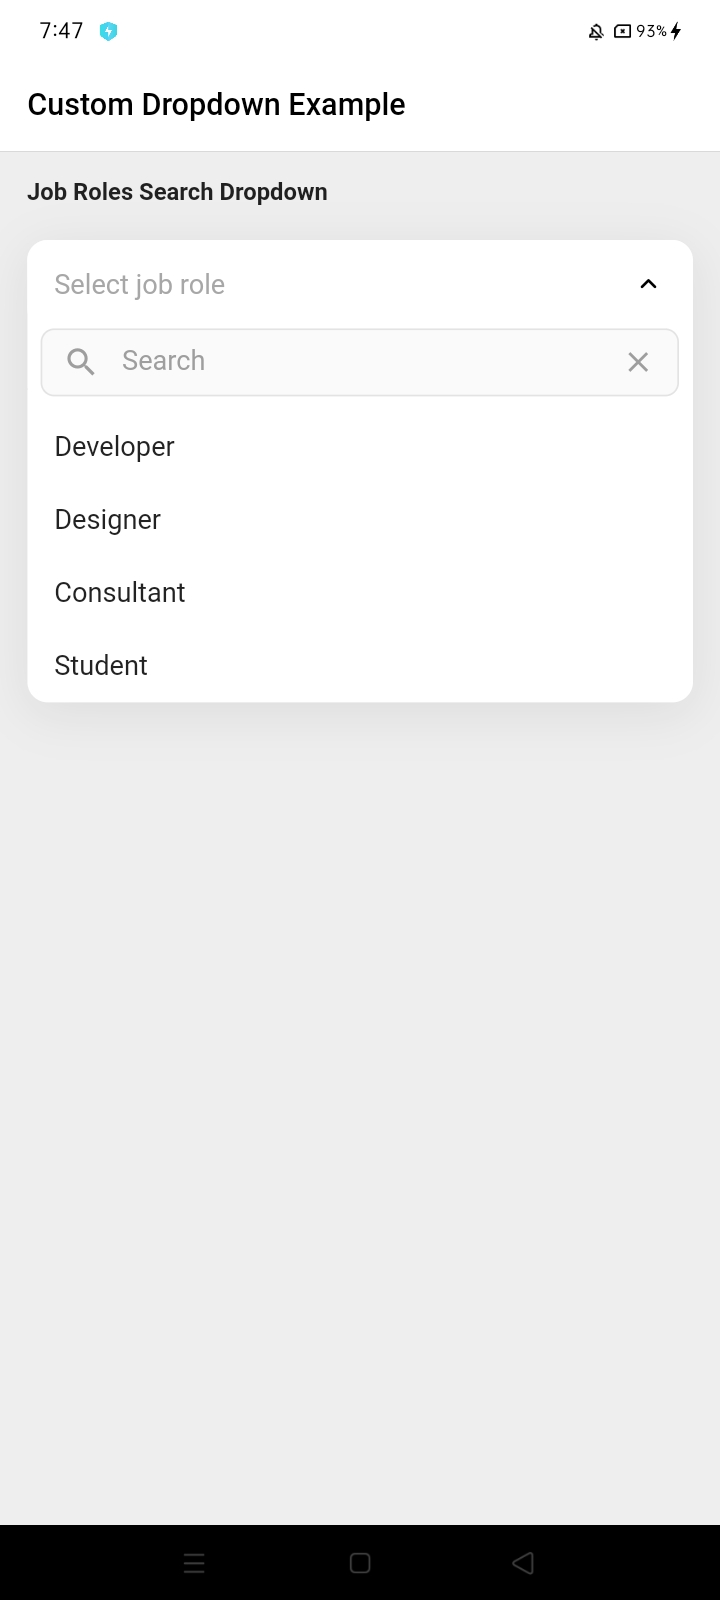 7:47 93%
Custom Dropdown Example
Job Roles Search Dropdown
Select job role
Search
Developer
Designer
Consultant
Student